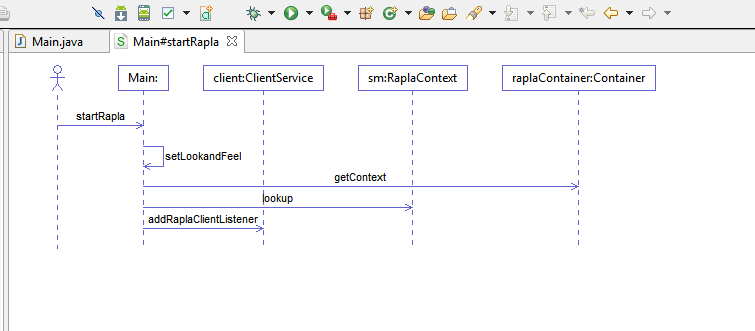 Main.java
Main#startRapla
Main:
client:ClientService
sm:RaplaContext
raplaContainer:Container
startRapla
setLookandFeel
getContext
lookup
addRaplaClientListener